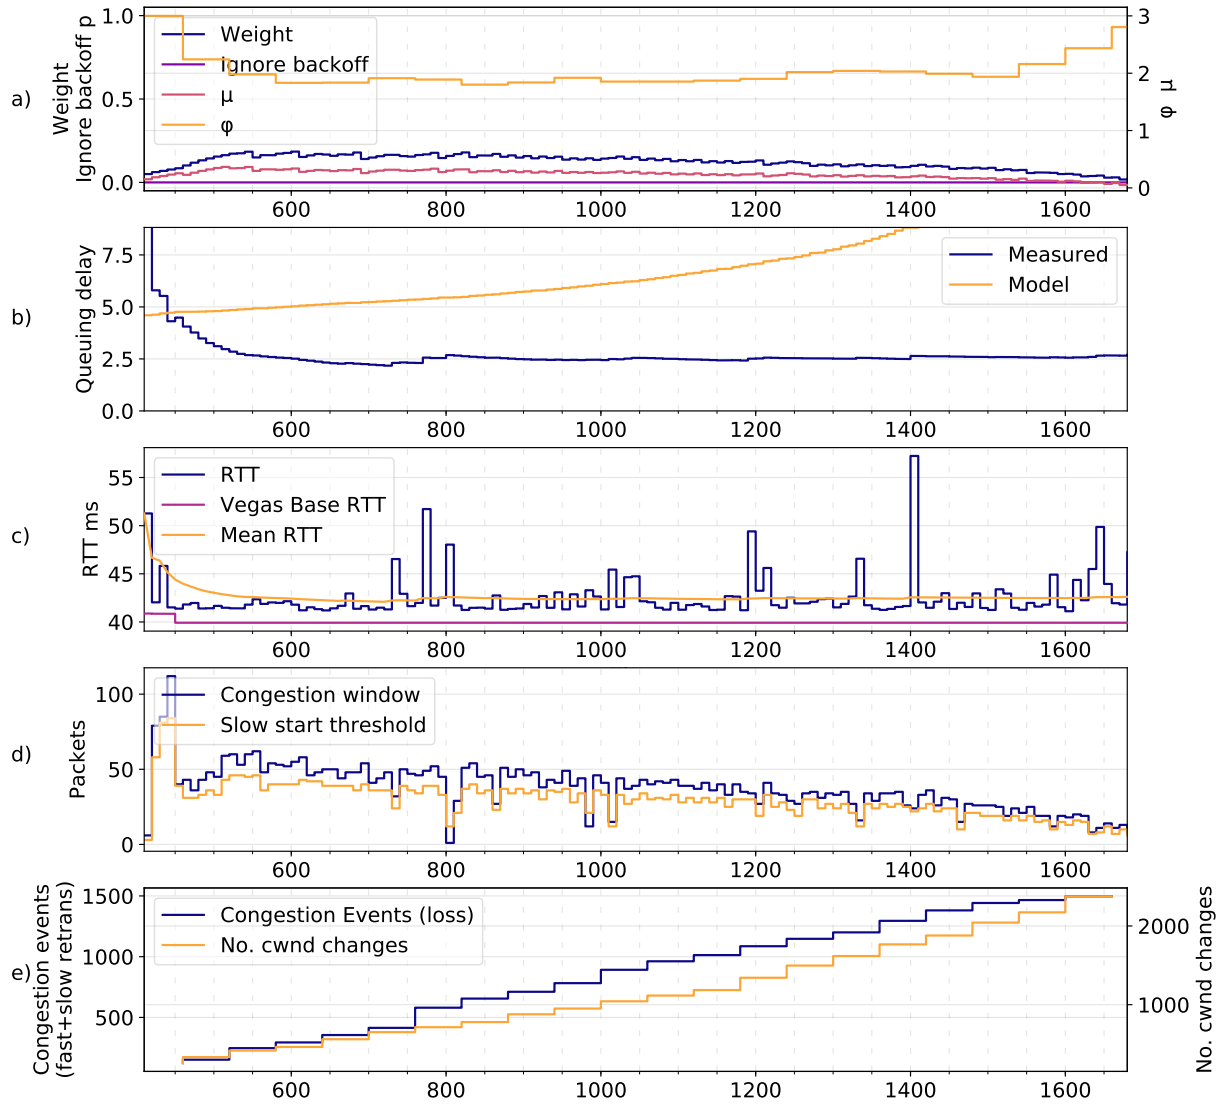 a)
Weight
Ignore backoff p
1.0
0.5
0.0
Weight
Ignore backoff
μ
φ
3
2
1
0
μ φ
600 800 1000 1200 1400 1600
b)
Queuing delay
7.5
5.0
2.5
0.0
Measured
Model
600 800 1000 1200 1400 1600
c)
RTT ms
55
50
45
40
RTT
Vegas Base RTT
Mean RTT
600 800 1000 1200 1400 1600
d)
Packets
100
50
0
Congestion window
Slow start threshold
600 800 1000 1200 1400 1600
e)
Congestion events
(fast+slow retrans)
1500
1000
500
Congestion Events (loss)
No. cwnd changes
2000
1000
No. cwnd changes
600 800 1000 1200 1400 1600